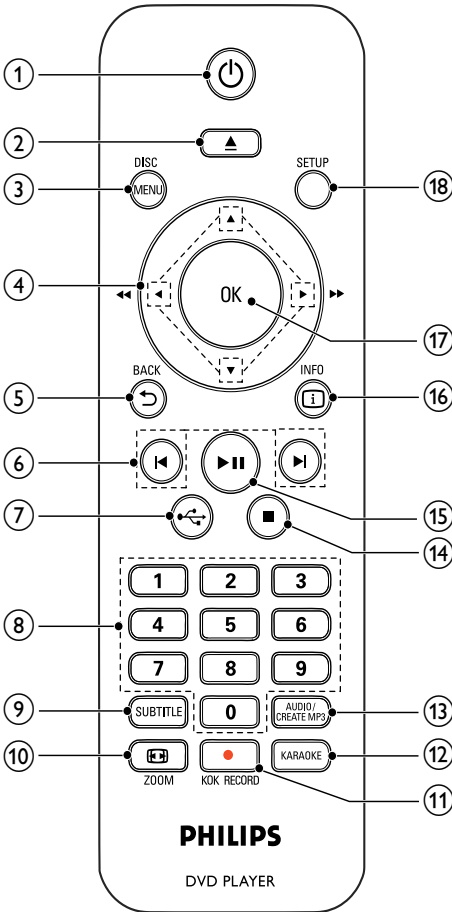 1
2
DISC
MENU
3
SETUP
18
4
OK
17
BACK
5
INFO
i
16
6
7
15
14
1 2 3
4 5 6
7 8 9
8
9
SUBTITLE
0
AUDIO/
CREATE MP3
13
10
ZOOM
KOK RECORD
KARAOKE
12
11
PHILIPS
DVD PLAYER